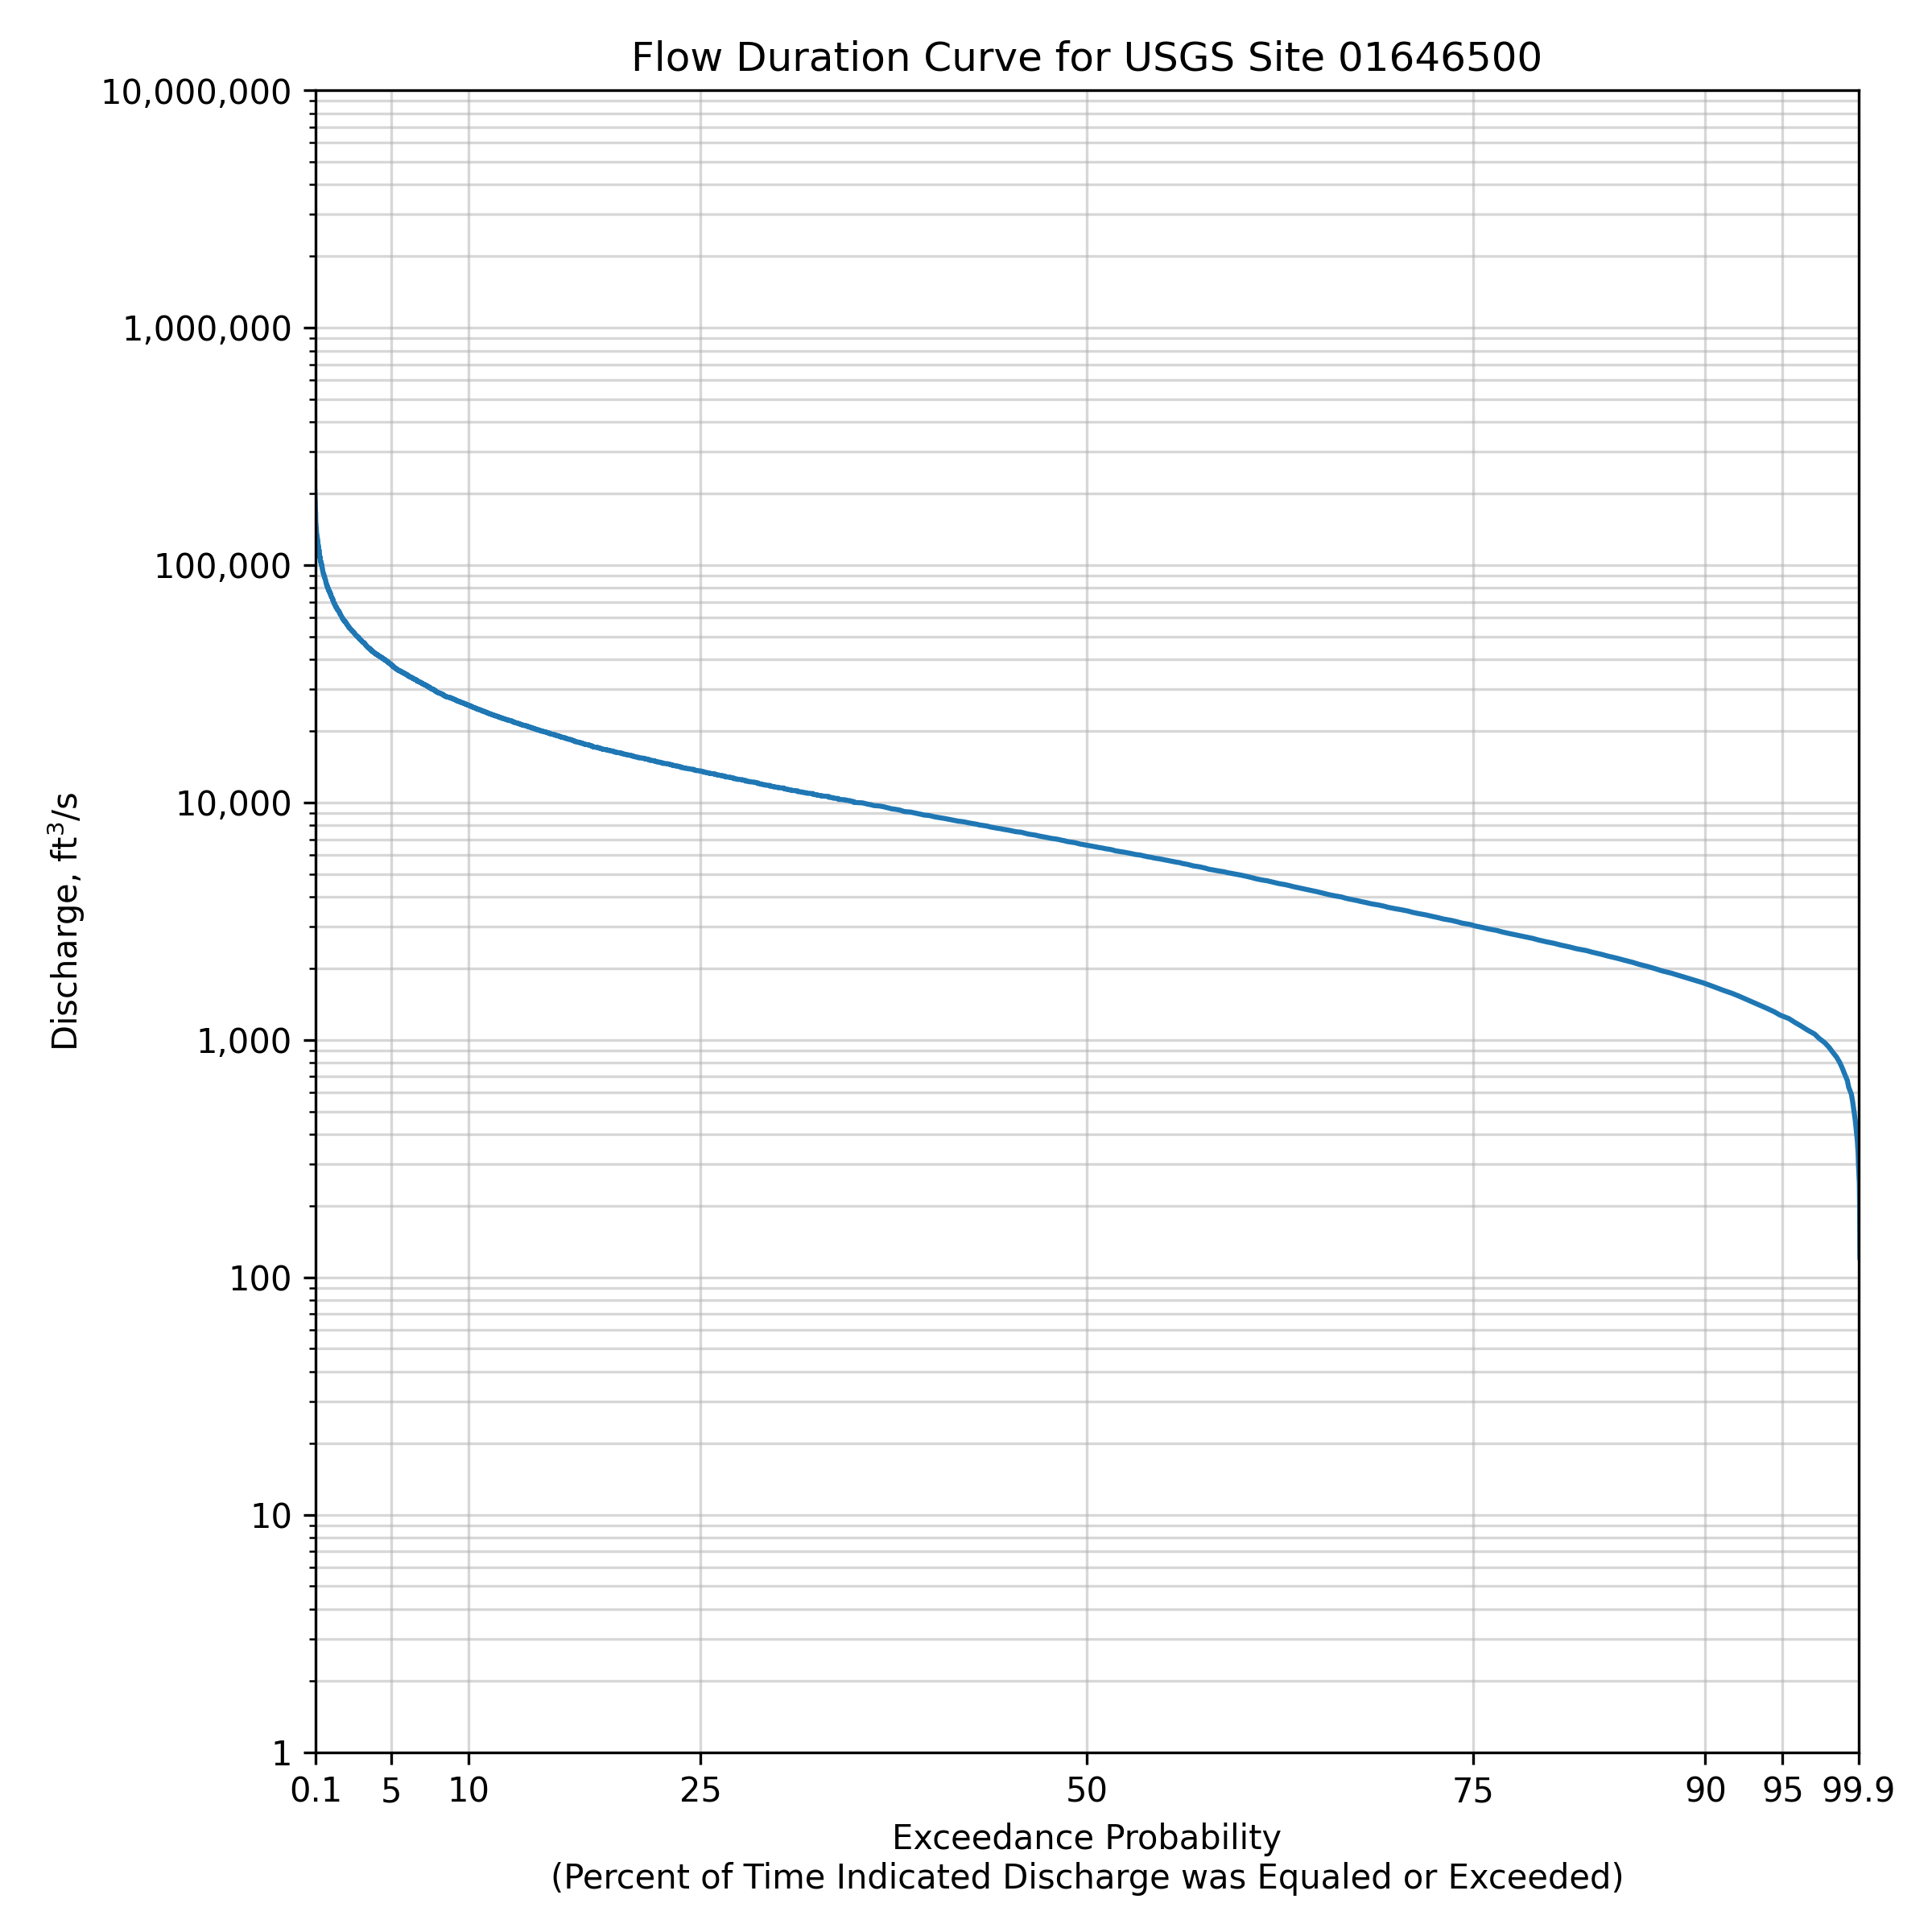 Flow Duration Curve for USGS Site 01646500
10,000,000
1,000,000
100,000
10,000
1,000
100
10
1
Discharge, ft³/s
0.1 5 10 25 50 75 90 95 99.9
Exceedance Probability
(Percent of Time Indicated Discharge was Equaled or Exceeded)